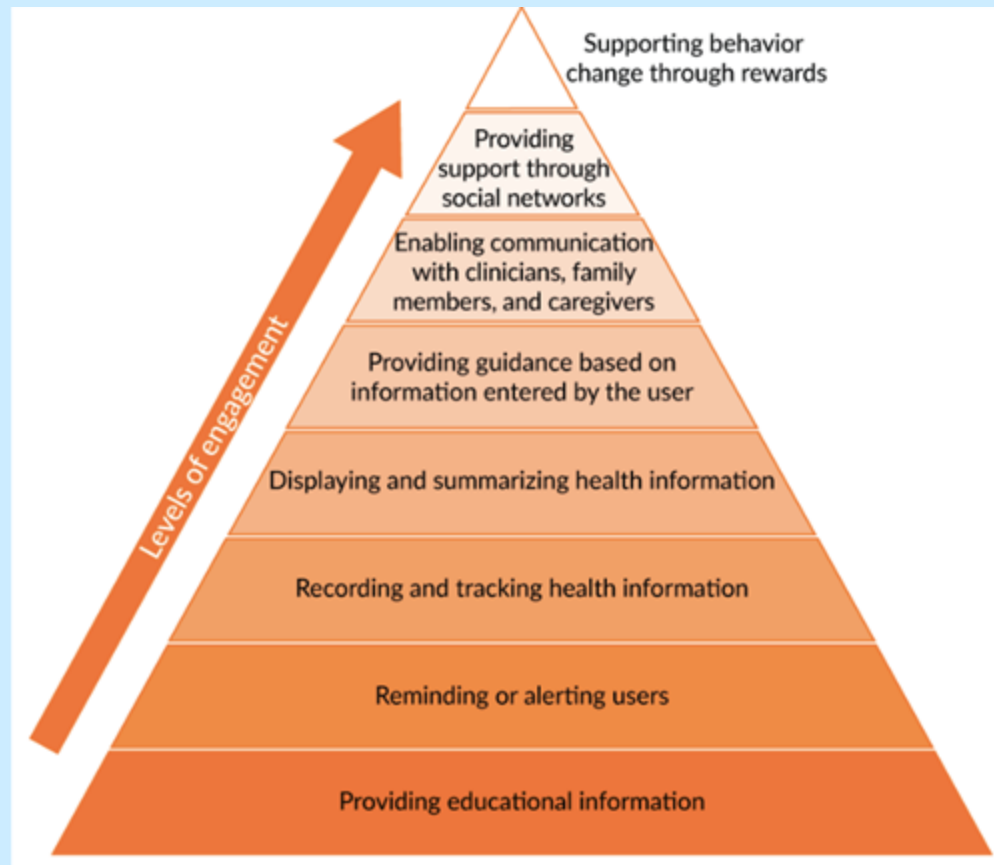 Supporting behavior
change through rewards
Providing
support through
social networks
Enabling communication
with clinicians, family
members, and caregivers
Providing guidance based on
information entered by the user
Displaying and summarizing health information
Recording and tracking health information
Reminding or alerting users
Providing educational information
Levels of engagement